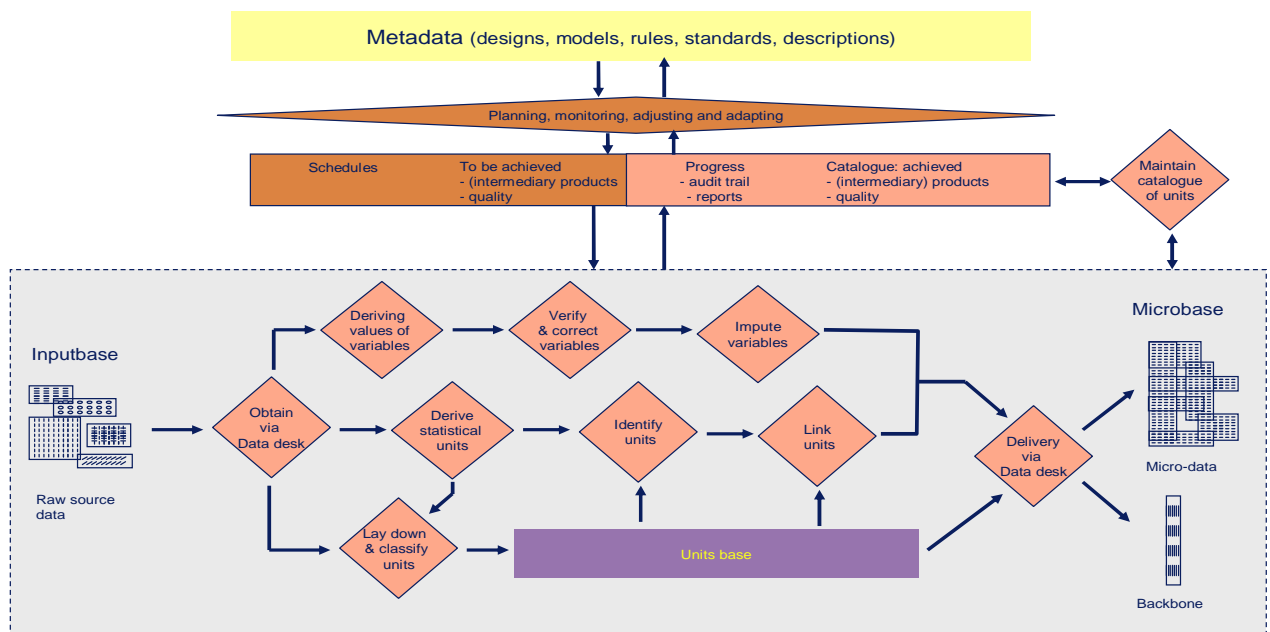 Metadata (designs, models, rules, standards, descriptions)
Planning, monitoring, adjusting and adapting
Schedules
To be achieved
- (intermediary products
- quality
Progress
- audit trail
- reports
Catalogue: achieved
- (intermediary) products
- quality
Maintain
catalogue
of units
Inputbase
Raw source
data
Obtain
via
Data desk
Deriving
values of
variables
Verify
& correct
variables
Impute
variables
Derive
statistical
units
Identify
units
Link
units
Lay down
& classify
units
Units base
Delivery
via
Data desk
Microbase
Micro-data
Backbone